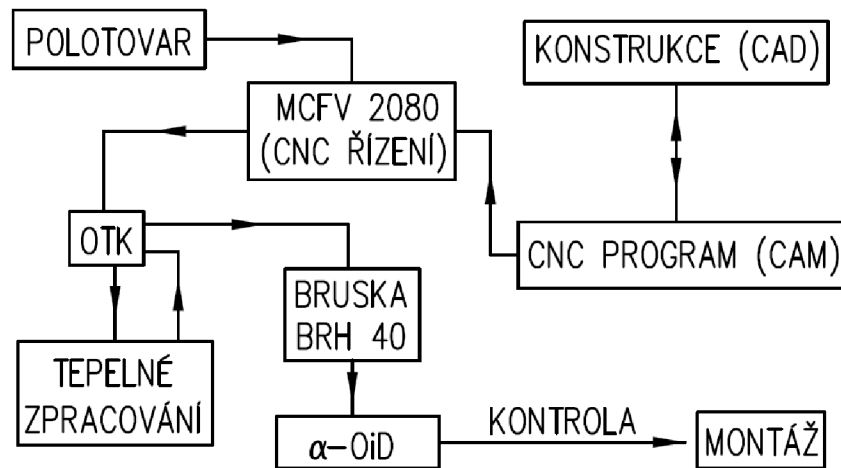 POLOTOVAR
KONSTRUKCE (CAD)
MCFV 2080
(CNC ŘÍZENÍ)
OTK
CNC PROGRAM (CAM)
BRUSKA
BRH 40
TEPELNÉ
ZPRACOVÁNÍ
α-OiD
KONTROLA
MONTÁŽ